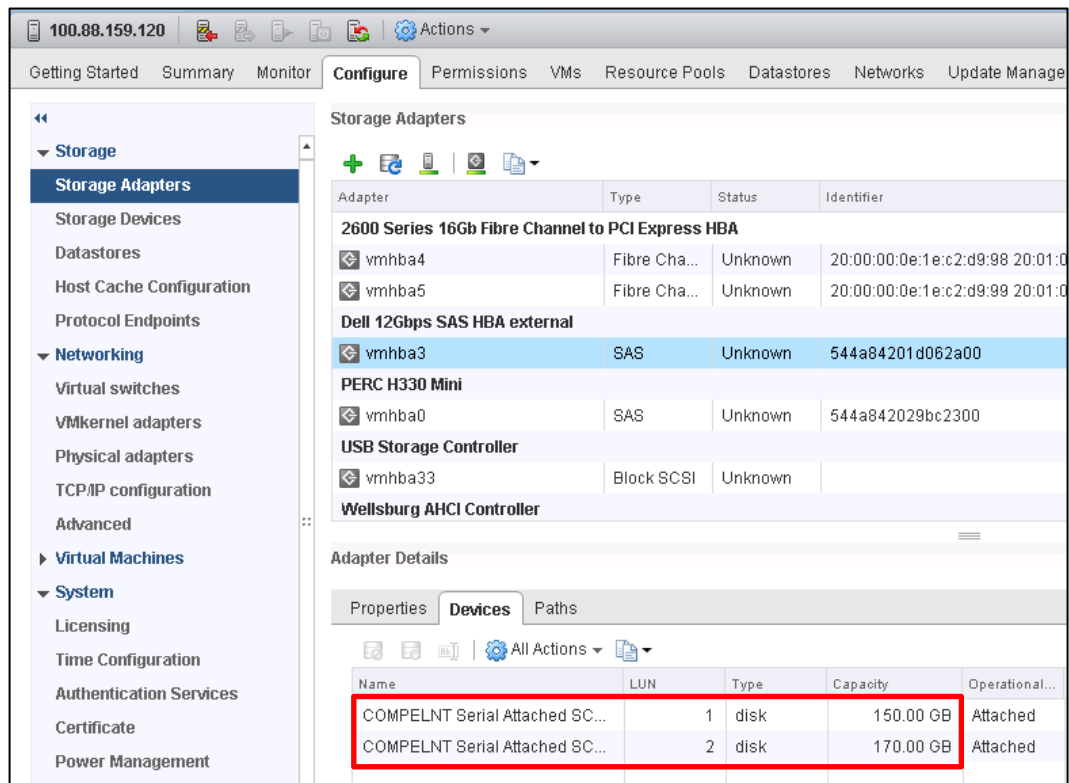 100.88.159.120 Actions
Getting Started Summary Monitor Configure Permissions VMs Resource Pools Datastores Networks Update Manage
Storage
Storage Adapters
Storage Devices
Datastores
Host Cache Configuration
Protocol Endpoints
Networking
Virtual switches
VMkernel adapters
Physical adapters
TCP/IP configuration
Advanced
Virtual Machines
System
Licensing
Time Configuration
Authentication Services
Certificate
Power Management
Storage Adapters
Adapter Type Status Identifier
2600 Series 16Gb Fibre Channel to PCI Express HBA
vmhba4 Fibre Cha... Unknown 20:00:00:0e:1e:c2:d9:98 20:01:0
vmhba5 Fibre Cha... Unknown 20:00:00:0e:1e:c2:d9:99 20:01:0
Dell 12Gbps SAS HBA external
vmhba3 SAS Unknown 544a84201d062a00
PERC H330 Mini
vmhba0 SAS Unknown 544a842029bc2300
USB Storage Controller
vmhba33 Block SCSI Unknown
Wellsburg AHCI Controller
Adapter Details
Properties Devices Paths
All Actions
Name LUN Type Capacity Operational...
COMPELNT Serial Attached SC... 1 disk 150.00 GB Attached
COMPELNT Serial Attached SC... 2 disk 170.00 GB Attached